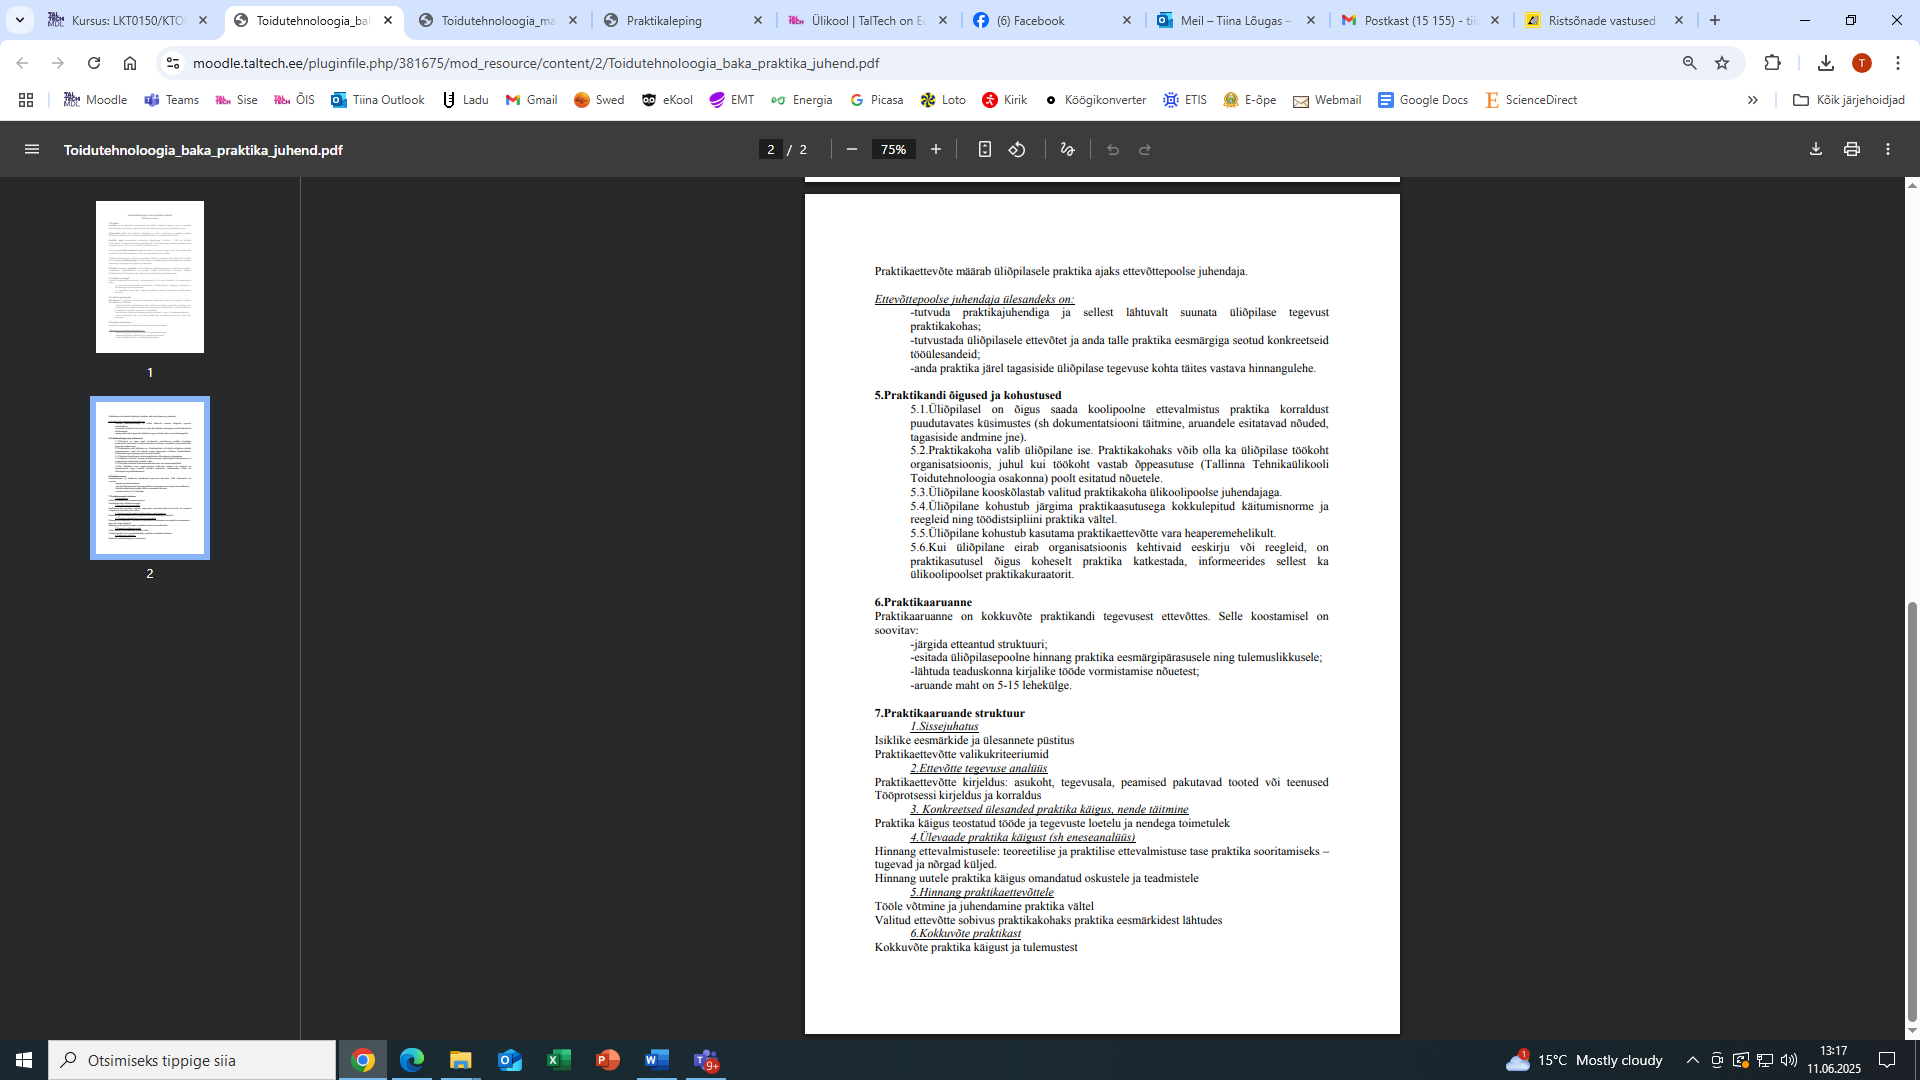 Kursus: LKT0150/KTO
Toidutehnoloogia_ba
Toidutehnoloogia_ma
Praktikaleping
Ülikool | TalTech on Ee
(6) Facebook
Meil – Tiina Lõugas –
Postkast (15 155) - tii
Ristsõnade vastused
moodle.taltech.ee/pluginfile.php/381675/mod_resource/content/2/Toidutehnoloogia_baka_praktika_juhend.pdf
T
Moodle
Teams
Sise
ÕIS
Tiina Outlook
Ladu
Gmail
Swed
eKool
EMT
Energia
Picasa
Loto
Kirik
Köögikonverter
ETIS
E-õpe
Webmail
Google Docs
ScienceDirect
Kõik järjehoidjad
Toidutehnoloogia_baka_praktika_juhend.pdf
2 / 2
75%
1
2
Praktikaettevõte määrab üliõpilasele praktika ajaks ettevõttepoolse juhendaja.
Ettevõttepoolse juhendaja ülesandeks on:
-tutvuda praktikajuhendiga ja sellest lähtuvalt suunata üliõpilase tegevust
praktikakohas;
-tutvustada üliõpilasele ettevõtet ja anda talle praktika eesmärgiga seotud konkreetseid
tööülesandeid;
-anda praktika järel tagasiside üliõpilase tegevuse kohta täites vastava hinnangulehe.
5.Praktikandi õigused ja kohustused
5.1.Üliõpilasel on õigus saada koolipoolne ettevalmistus praktika korraldust
puudutavates küsimustes (sh dokumentatsiooni täitmine, aruandele esitatavad nõuded,
tagasiside andmine jne).
5.2.Praktikakoha valib üliõpilane ise. Praktikakohaks võib olla ka üliõpilase töökoht
organisatsioonis, juhul kui töökoht vastab õppeasutuse (Tallinna Tehnikaülikooli
Toidutehnoloogia osakonna) poolt esitatud nõuetele.
5.3.Üliõpilane kooskõlastab valitud praktikakoha ülikoolipoolse juhendajaga.
5.4.Üliõpilane kohustub järgima praktikaasutusega kokkulepitud käitumisnorme ja
reegleid ning töödistsipliini praktika vältel.
5.5.Üliõpilane kohustub kasutama praktikaettevõtte vara heaperemehelikult.
5.6.Kui üliõpilane eirab organisatsioonis kehtivaid eeskirju või reegleid, on
praktikasutusel õigus koheselt praktika katkestada, informeerides sellest ka
ülikoolipoolset praktikakuraatorit.
6.Praktikaaruanne
Praktikaaruanne on kokkuvõte praktikandi tegevusest ettevõttes. Selle koostamisel on
soovitav:
-järgida etteantud struktuuri;
-esitada üliõpilasepoolne hinnang praktika eesmärgipärasusele ning tulemuslikkusele;
-lähtuda teaduskonna kirjalike tööde vormistamise nõuetest;
-aruande maht on 5-15 lehekülge.
7.Praktikaaruande struktuur
1.Sissejuhatus
Isiklike eesmärkide ja ülesannete püstitus
Praktikaettevõtte valikukriteeriumid
2.Ettevõtte tegevuse analüüs
Praktikaettevõtte kirjeldus: asukoht, tegevusala, peamised pakutavad tooted või teenused
Tööprotsessi kirjeldus ja korraldus
3. Konkreetsed ülesanded praktika käigus, nende täitmine
Praktika käigus teostatud tööde ja tegevuste loetelu ja nendega toimetulek
4.Ülevaade praktika käigust (sh eneseanalüüs)
Hinnang ettevalmistusele: teoreetilise ja praktilise ettevalmistuse tase praktika sooritamiseks –
tugevad ja nõrgad küljed.
Hinnang uutele praktika käigus omandatud oskustele ja teadmistele
5.Hinnang praktikaettevõttele
Tööle võtmine ja juhendamine praktika vältel
Valitud ettevõtte sobivus praktikakohaks praktika eesmärkidest lähtudes
6.Kokkuvõte praktikast
Kokkuvõte praktika käigust ja tulemustest
Otsimiseks tippige siia
9+
1
15°C Mostly cloudy
13:17
11.06.2025